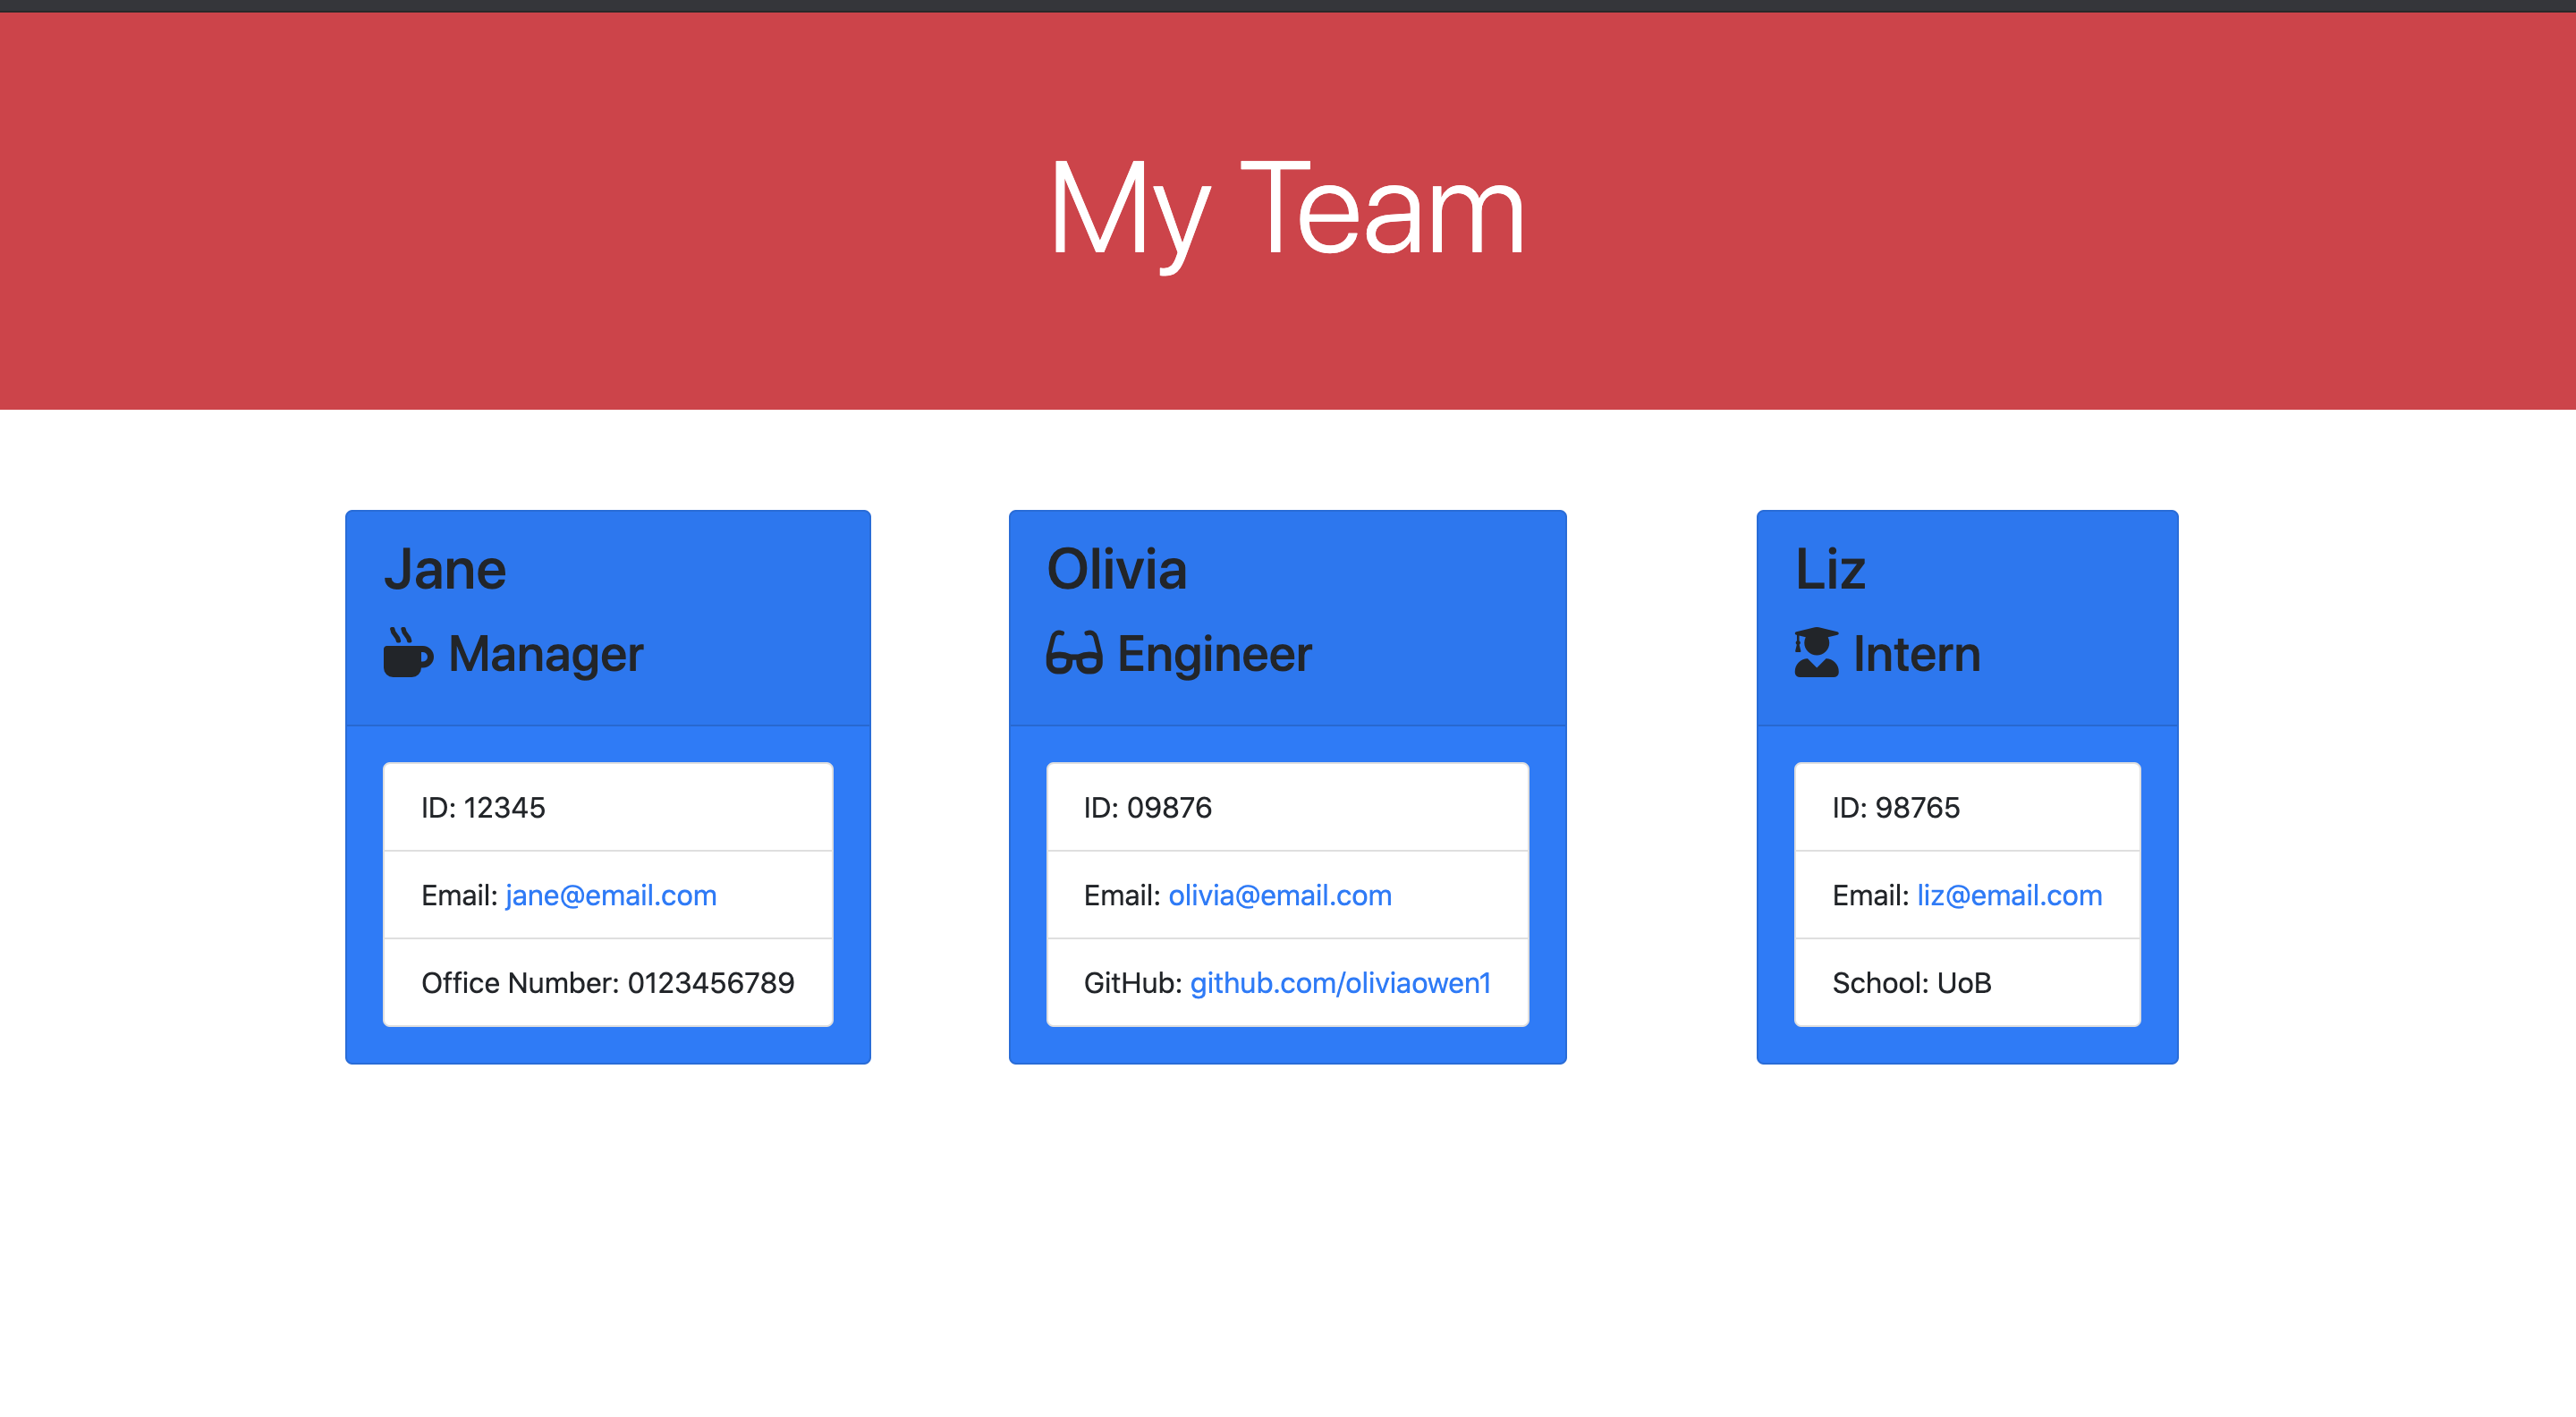 My Team
Jane
Manager
ID: 12345
Email: jane@email.com
Office Number: 0123456789
Olivia
Engineer
ID: 09876
Email: olivia@email.com
GitHub: github.com/oliviaowen1
Liz
Intern
ID: 98765
Email: liz@email.com
School: UoB